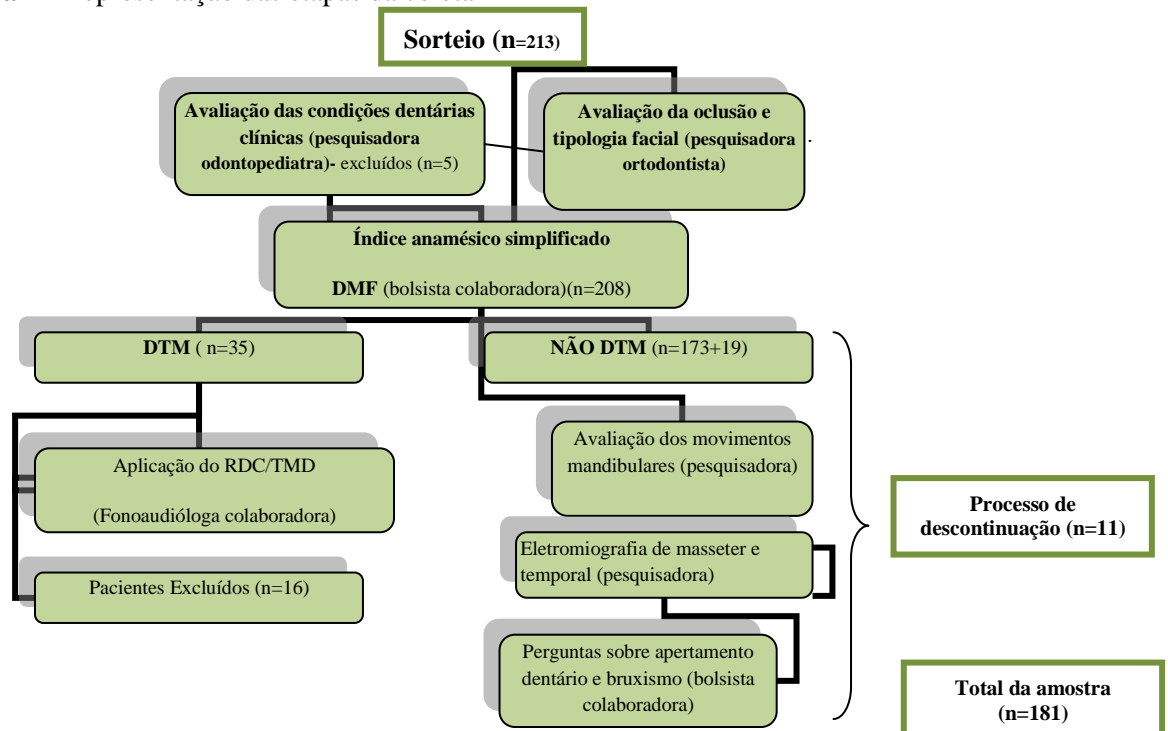 Sorteio (n=213)
Avaliação das condições dentárias
clínicas (pesquisadora
odontopediatra)- excluídos (n=5)
Avaliação da oclusão e
tipologia facial (pesquisadora
ortodontista)
.
Índice anamésico simplificado
DMF (bolsista colaboradora)(n=208)
DTM ( n=35)
NÃO DTM (n=173+19)
Aplicação do RDC/TMD
(Fonoaudióloga colaboradora)
Pacientes Excluídos (n=16)
Avaliação dos movimentos
mandibulares (pesquisadora)
Eletromiografia de masseter e
temporal (pesquisadora)
Perguntas sobre apertamento
dentário e bruxismo (bolsista
colaboradora)
Processo de
descontinuação (n=11)
Total da amostra
(n=181)